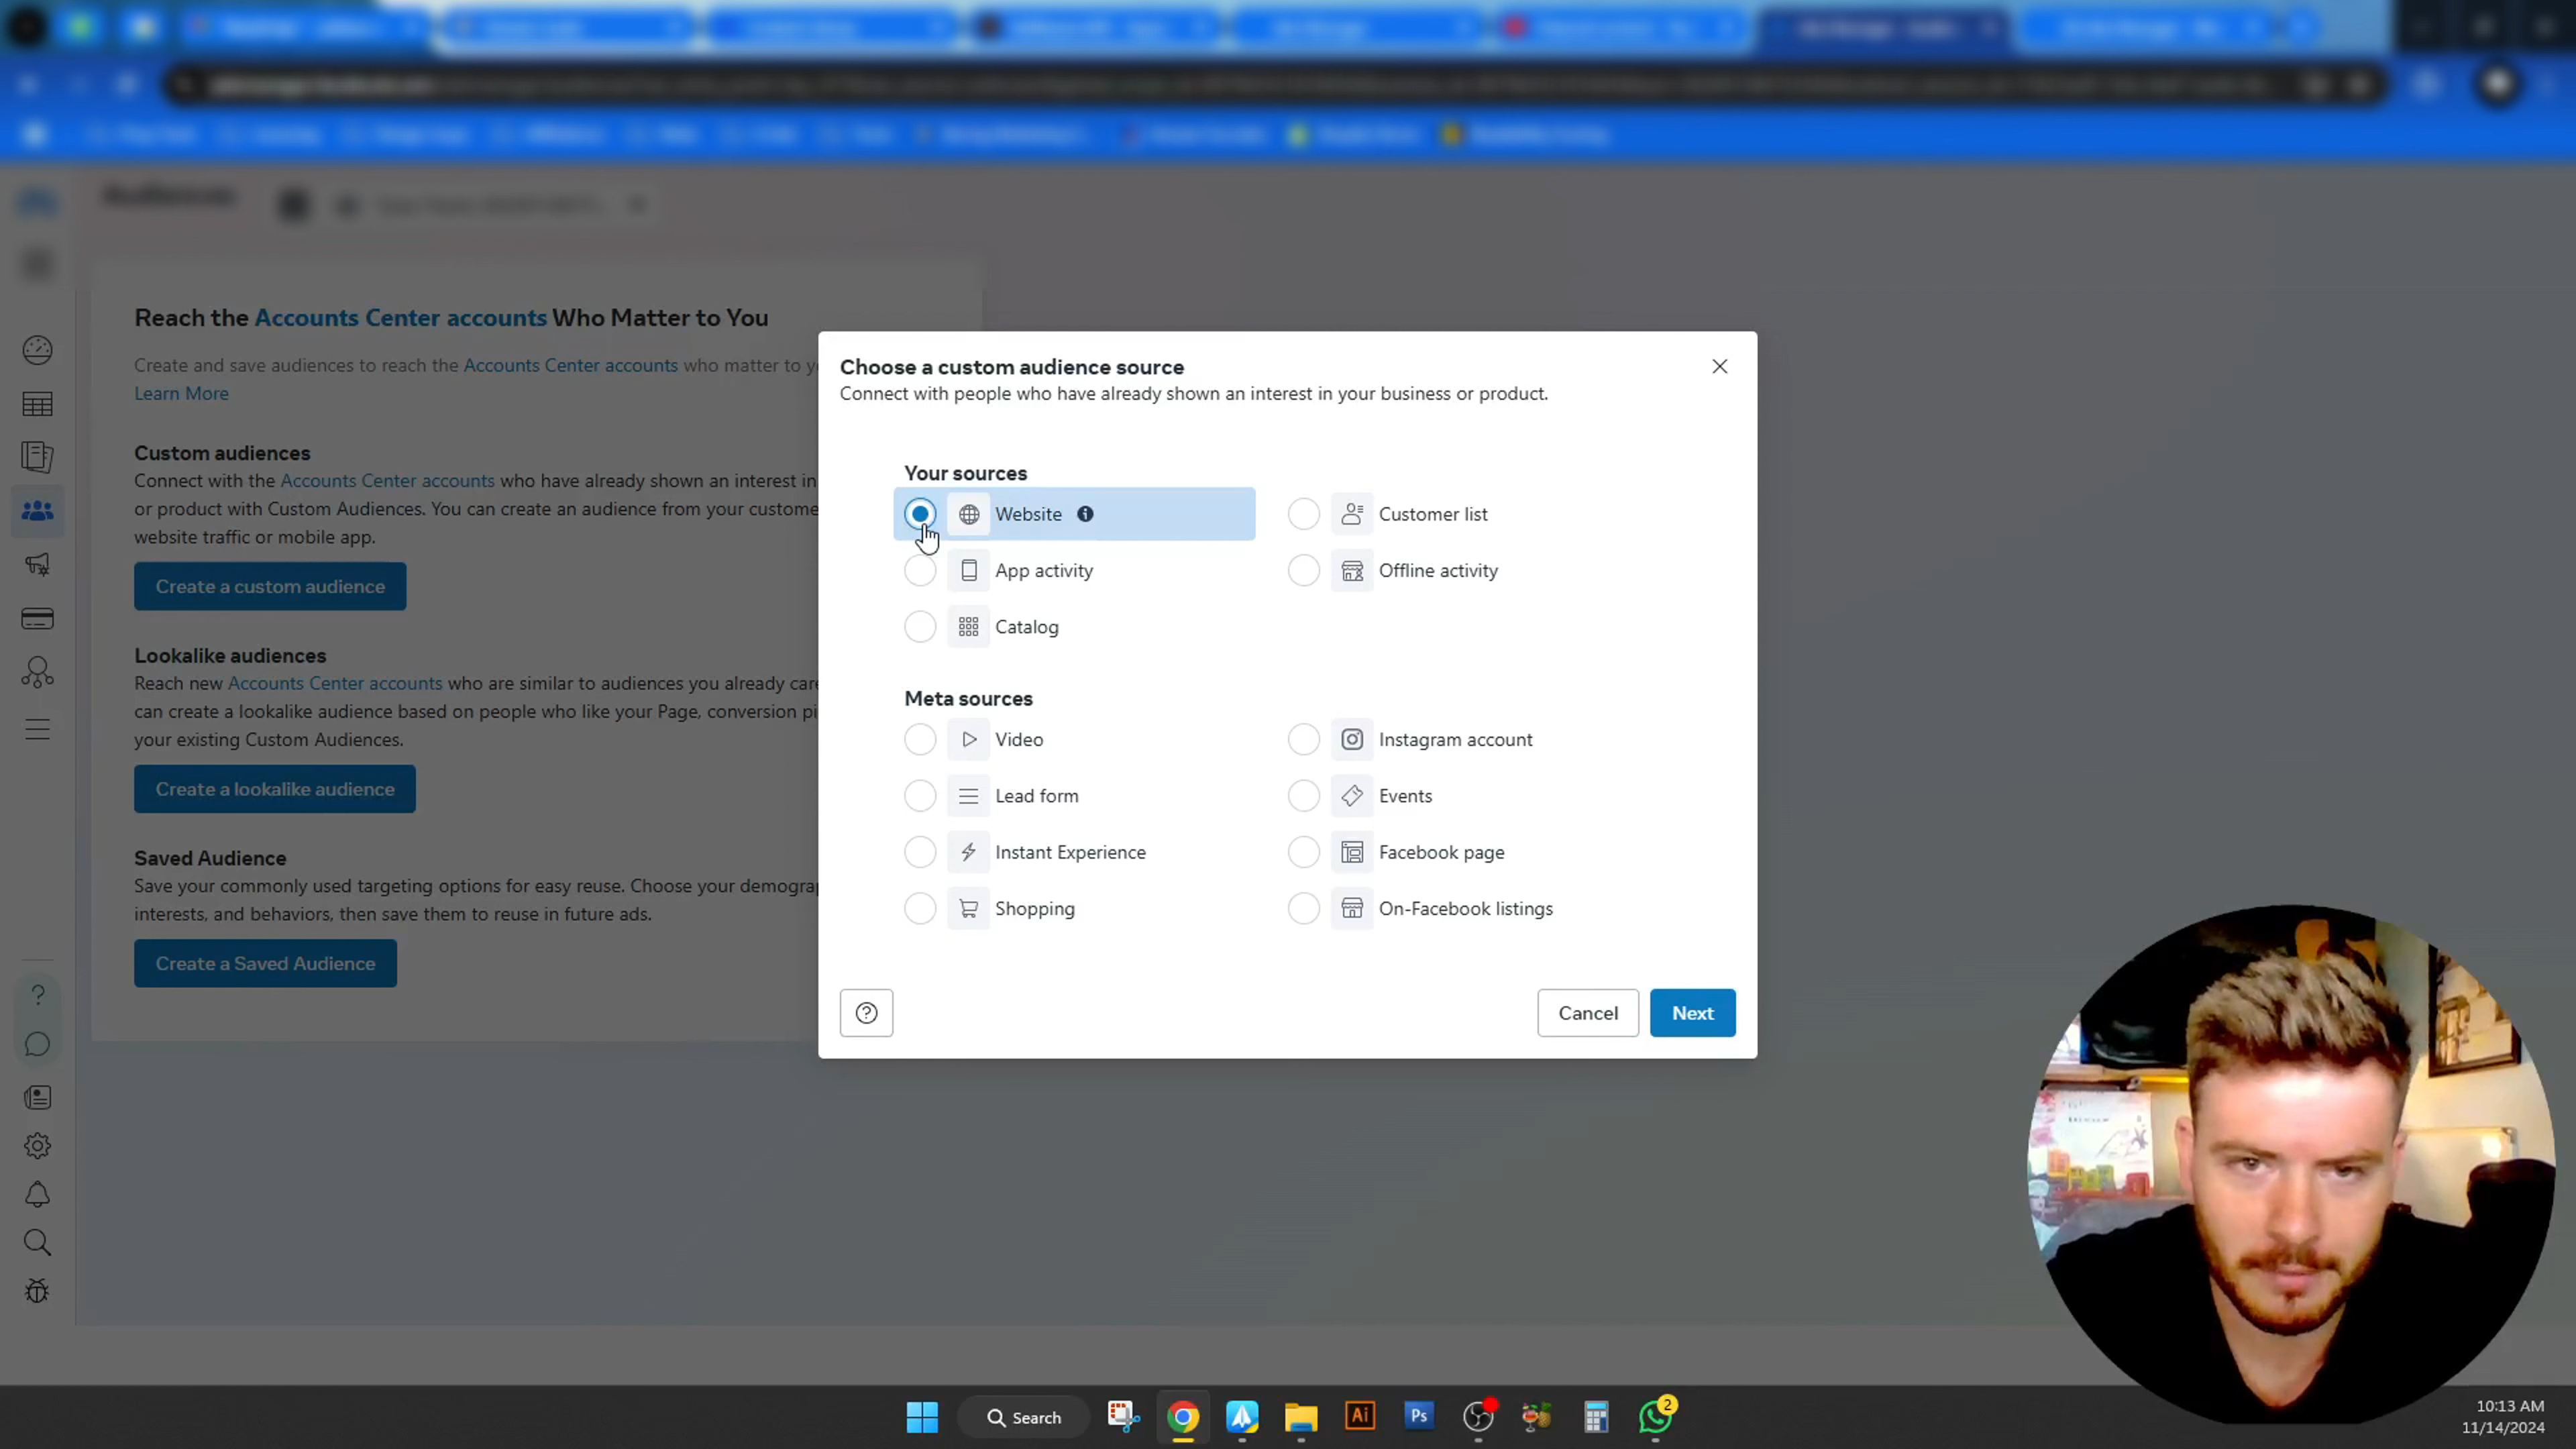 Audiences
Reach the Accounts Center accounts Who Matter to You
Create and save audiences to reach the Accounts Center accounts who matter to yo
Learn More
Custom audiences
Connect with the Accounts Center accounts who have already shown an interest in
or product with Custom Audiences. You can create an audience from your custome
website traffic or mobile app.
Create a custom audience
Lookalike audiences
Reach new Accounts Center accounts who are similar to audiences you already care
can create a lookalike audience based on people who like your Page, conversion pi
your existing Custom Audiences.
Create a lookalike audience
Saved Audience
Save your commonly used targeting options for easy reuse. Choose your demograp
interests, and behaviors, then save them to reuse in future ads.
Create a Saved Audience
Choose a custom audience source
Connect with people who have already shown an interest in your business or product.
Your sources
Website
Customer list
App activity
Offline activity
Catalog
Meta sources
Video
Instagram account
Lead form
Events
Instant Experience
Facebook page
Shopping
On-Facebook listings
Cancel
Next
Search
Ai
Ps
2
10:13 AM
11/14/2024